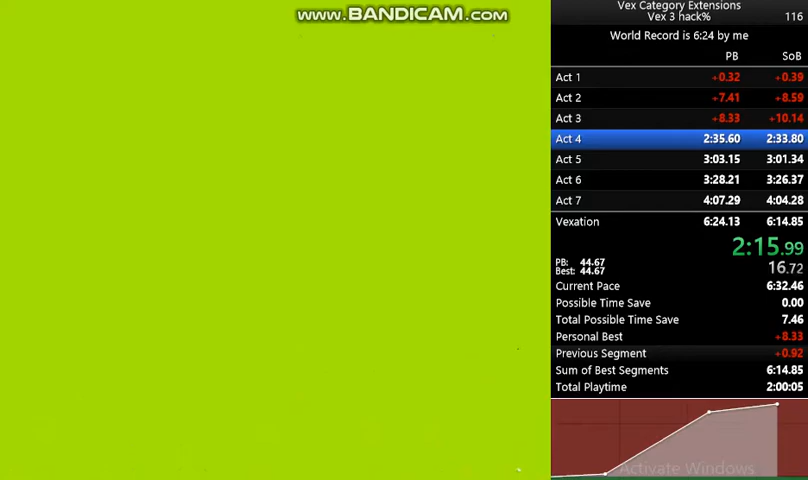 www.BANDICAM.com
Vex Category Extensions
Vex 3 hack% 116
World Record is 6:24 by me
PB SoB
Act 1 +0.32 +0.39
Act 2 +7.41 +8.59
Act 3 +8.33 +10.14
Act 4 2:35.60 2:33.80
Act 5 3:03.15 3:01.34
Act 6 3:28.21 3:26.37
Act 7 4:07.29 4:04.28
Vexation 6:24.13 6:14.85
2:15.99
PB: 44.67
Best: 44.67
16.72
Current Pace 6:32.46
Possible Time Save 0.00
Total Possible Time Save 7.46
Personal Best +8.33
Previous Segment +0.92
Sum of Best Segments 6:14.85
Total Playtime 2:00:05
Activate Windows